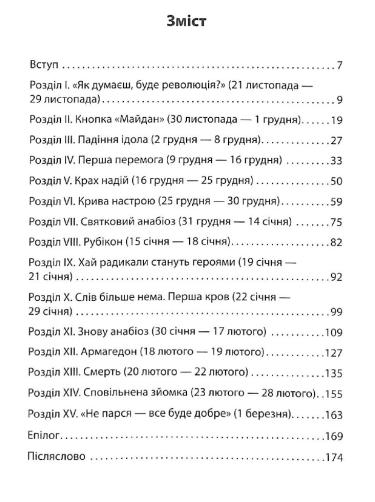 Зміст
Вступ . . . . . . . . . . . . . . . . . . . . . . . . . . . . . . . . . . . . . . . . 7
Розділ І. «Як думаєш, буде революція?» (21 листопада —
29 листопада) . . . . . . . . . . . . . . . . . . . . . . . . . . . . . . . . . . 9
Розділ ІІ. Кнопка «Майдан» (30 листопада — 1 грудня) . . . . 19
Розділ ІІІ. Падіння ідола (2 грудня — 8 грудня) . . . . . . . . . . 27
Розділ IV. Перша перемога (9 грудня — 16 грудня) . . . . . . . 33
Розділ V. Крах надій (16 грудня — 25 грудня) . . . . . . . . . . . . 50
Розділ VI. Крива настрою (25 грудня — 30 грудня) . . . . . . . 59
Розділ VII. Святковий анабіоз (31 грудня — 14 січня) . . . . . 75
Розділ VIII. Рубікон (15 січня — 18 січня) . . . . . . . . . . . . . . . 82
Розділ IX. Хай радикали стануть героями (19 січня —
21 січня) . . . . . . . . . . . . . . . . . . . . . . . . . . . . . . . . . . . . . . 92
Розділ X. Слів більше нема. Перша кров (22 січня —
29 січня) . . . . . . . . . . . . . . . . . . . . . . . . . . . . . . . . . . . . . . 99
Розділ XI. Знову анабіоз (30 січня — 17 лютого) . . . . . . . . . 109
Розділ XII. Армагедон (18 лютого — 19 лютого) . . . . . . . . . . 127
Розділ XIII. Смерть (20 лютого — 22 лютого) . . . . . . . . . . . . 135
Розділ XIV. Сповільнена зйомка (23 лютого — 28 лютого) . . 155
Розділ XV. «Не парся — все буде добре» (1 березня) . . . . . . 163
Епілог . . . . . . . . . . . . . . . . . . . . . . . . . . . . . . . . . . . . . . . . 169
Післяслово . . . . . . . . . . . . . . . . . . . . . . . . . . . . . . . . . . . . 174